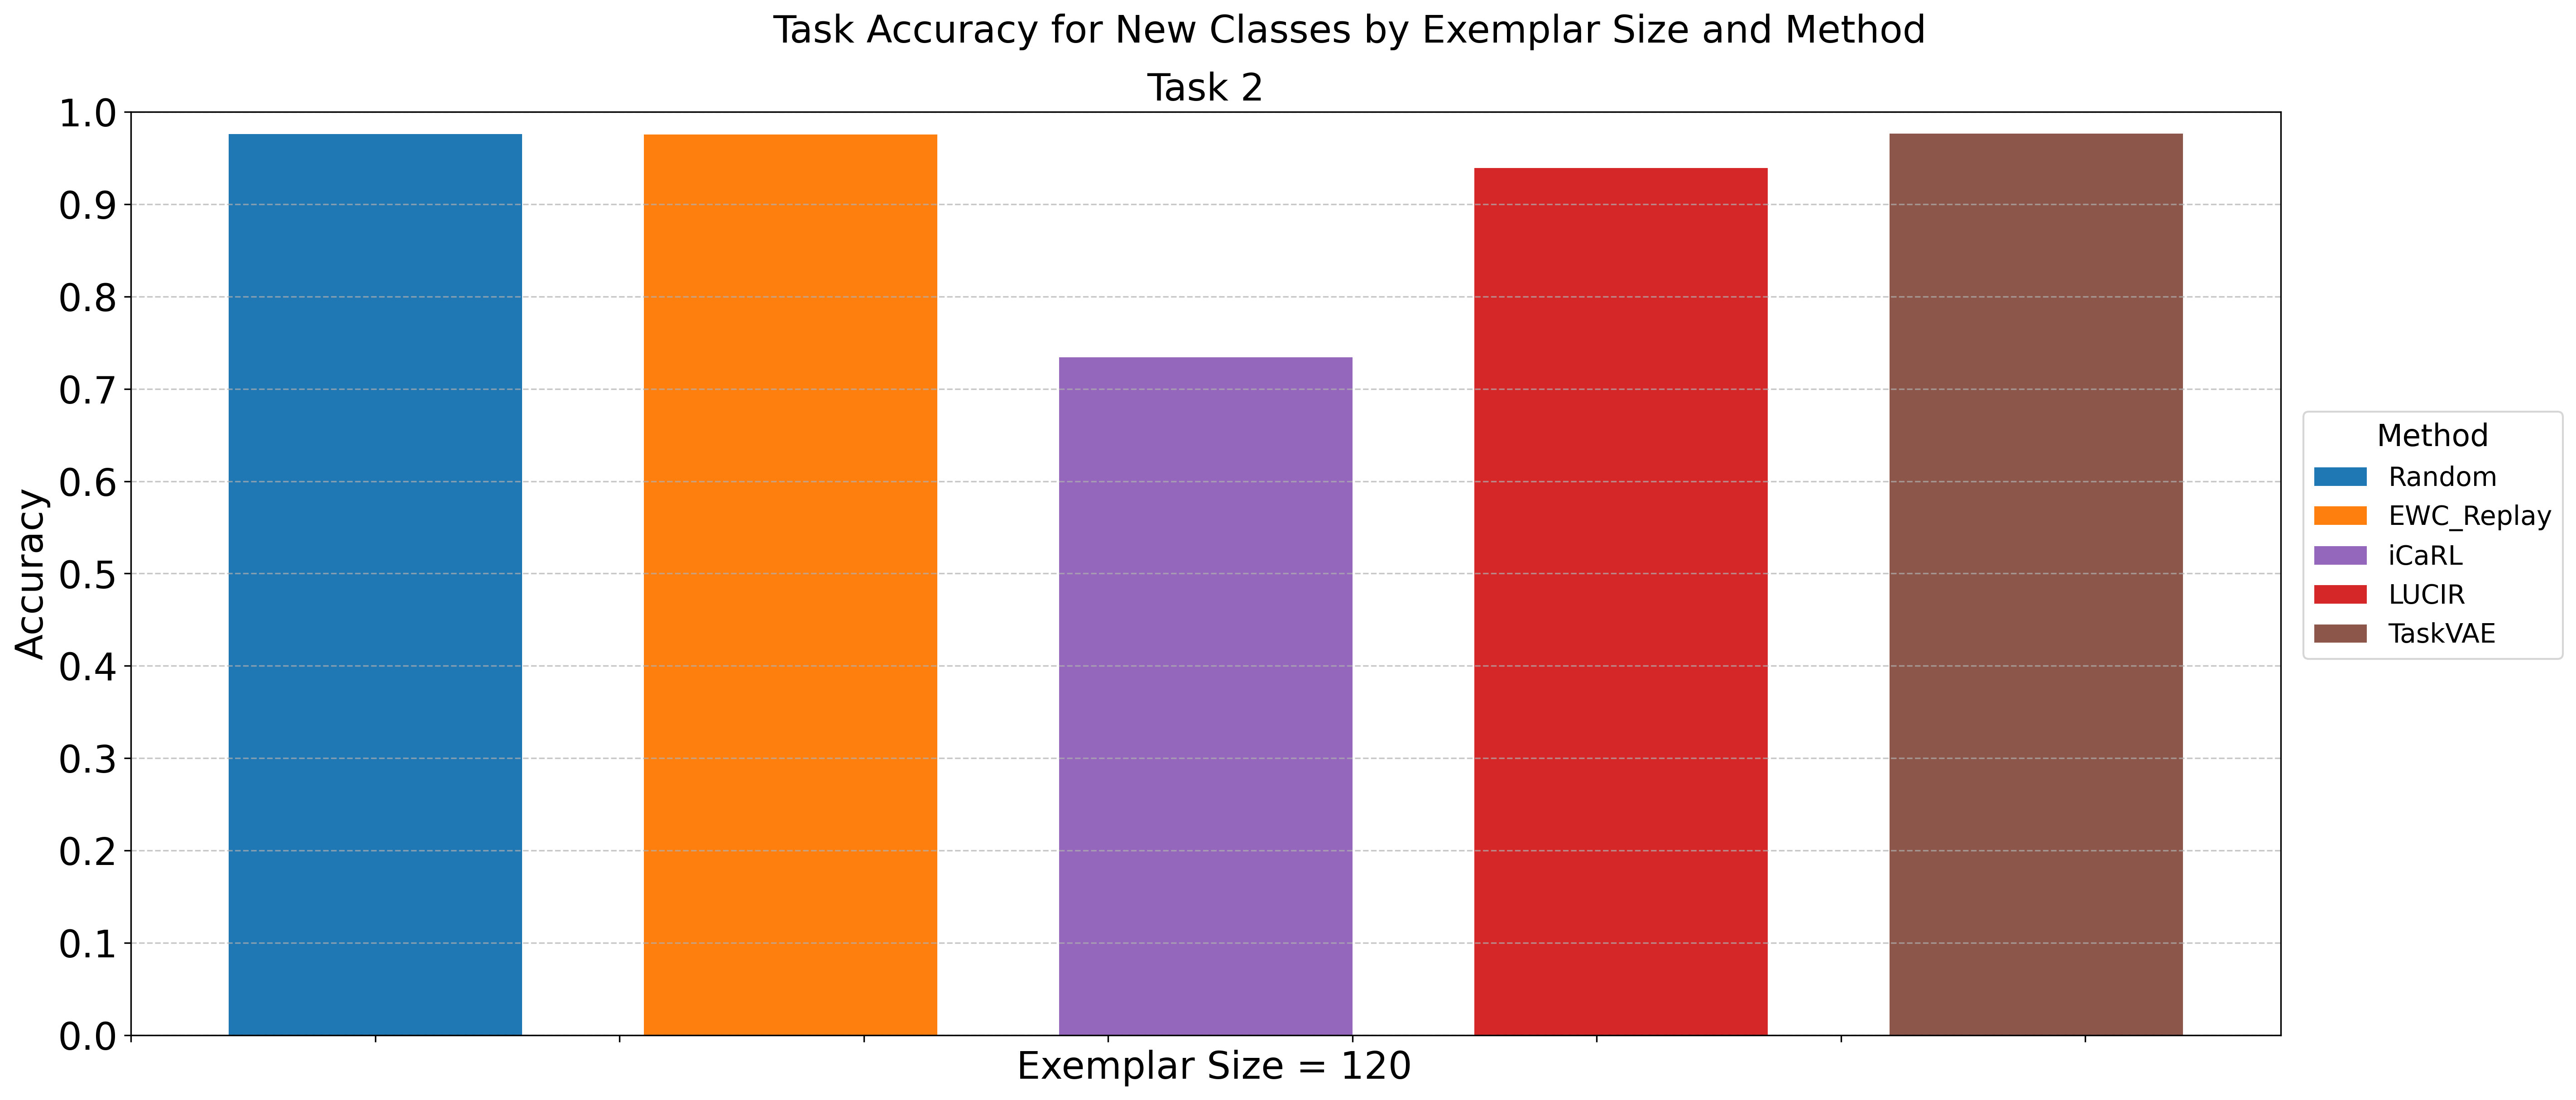 Task Accuracy for New Classes by Exemplar Size and Method
Task 2
1.0
0.9
0.8
0.7
0.6
0.5
0.4
0.3
0.2
0.1
0.0
Accuracy
Exemplar Size = 120
Method
Random
EWC_Replay
iCaRL
LUCIR
TaskVAE